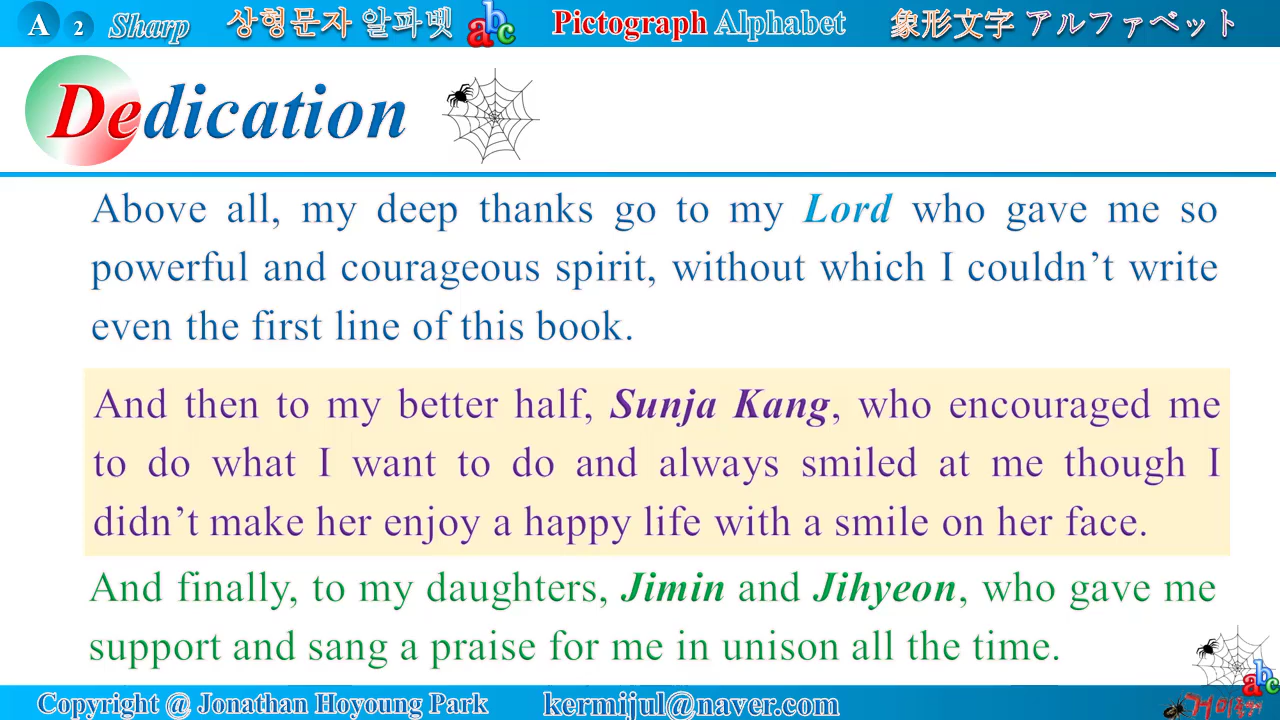 A 2 Sharp 상형문자 알파벳 abc Pictograph Alphabet 象形文字 アルファベット
Dedication
Above all, my deep thanks go to my Lord who gave me so
powerful and courageous spirit, without which I couldn't write
even the first line of this book.
And then to my better half, Sunja Kang, who encouraged me
to do what I want to do and always smiled at me though I
didn't make her enjoy a happy life with a smile on her face.
And finally, to my daughters, Jimin and Jihyeon, who gave me
support and sang a praise for me in unison all the time.
abc
Copyright @ Jonathan Hoyoung Park kermijul@naver.com